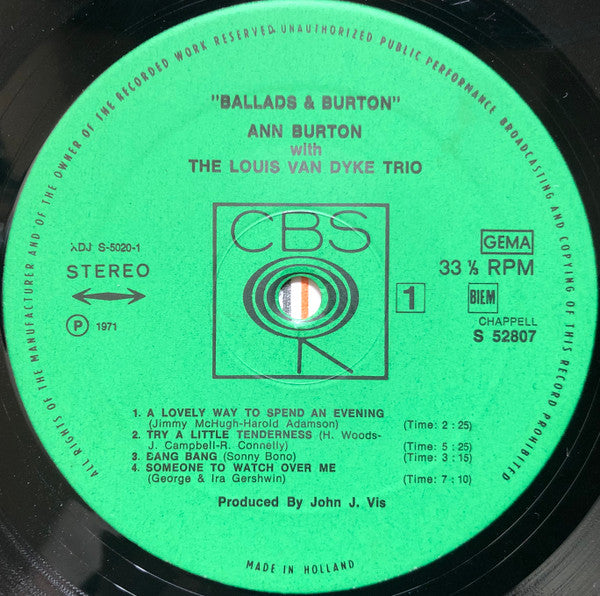 ALL RIGHTS OF THE MANUFACTURER AND OF THE OWNER OF THE RECORDED WORK RESERVED. UNAUTHORIZED PUBLIC PERFORMANCE BROADCASTING AND COPYING OF THIS RECORD PROHIBITED
"BALLADS & BURTON"
ANN BURTON
with
THE LOUIS VAN DYKE TRIO
CBS
S-5020-1
STEREO
P 1971
GEMA
33 ⅓ RPM
1
BIEM
CHAPPELL
S 52807
1. A LOVELY WAY TO SPEND AN EVENING
(Jimmy McHugh-Harold Adamson) (Time: 2 : 25)
2. TRY A LITTLE TENDERNESS (H. Woods-
J. Campbell-R. Connelly) (Time: 5 : 25)
3. BANG BANG (Sonny Bono) (Time: 3 : 15)
4. SOMEONE TO WATCH OVER ME
(George & Ira Gershwin) (Time: 7 : 10)
Produced By John J. Vis
MADE IN HOLLAND